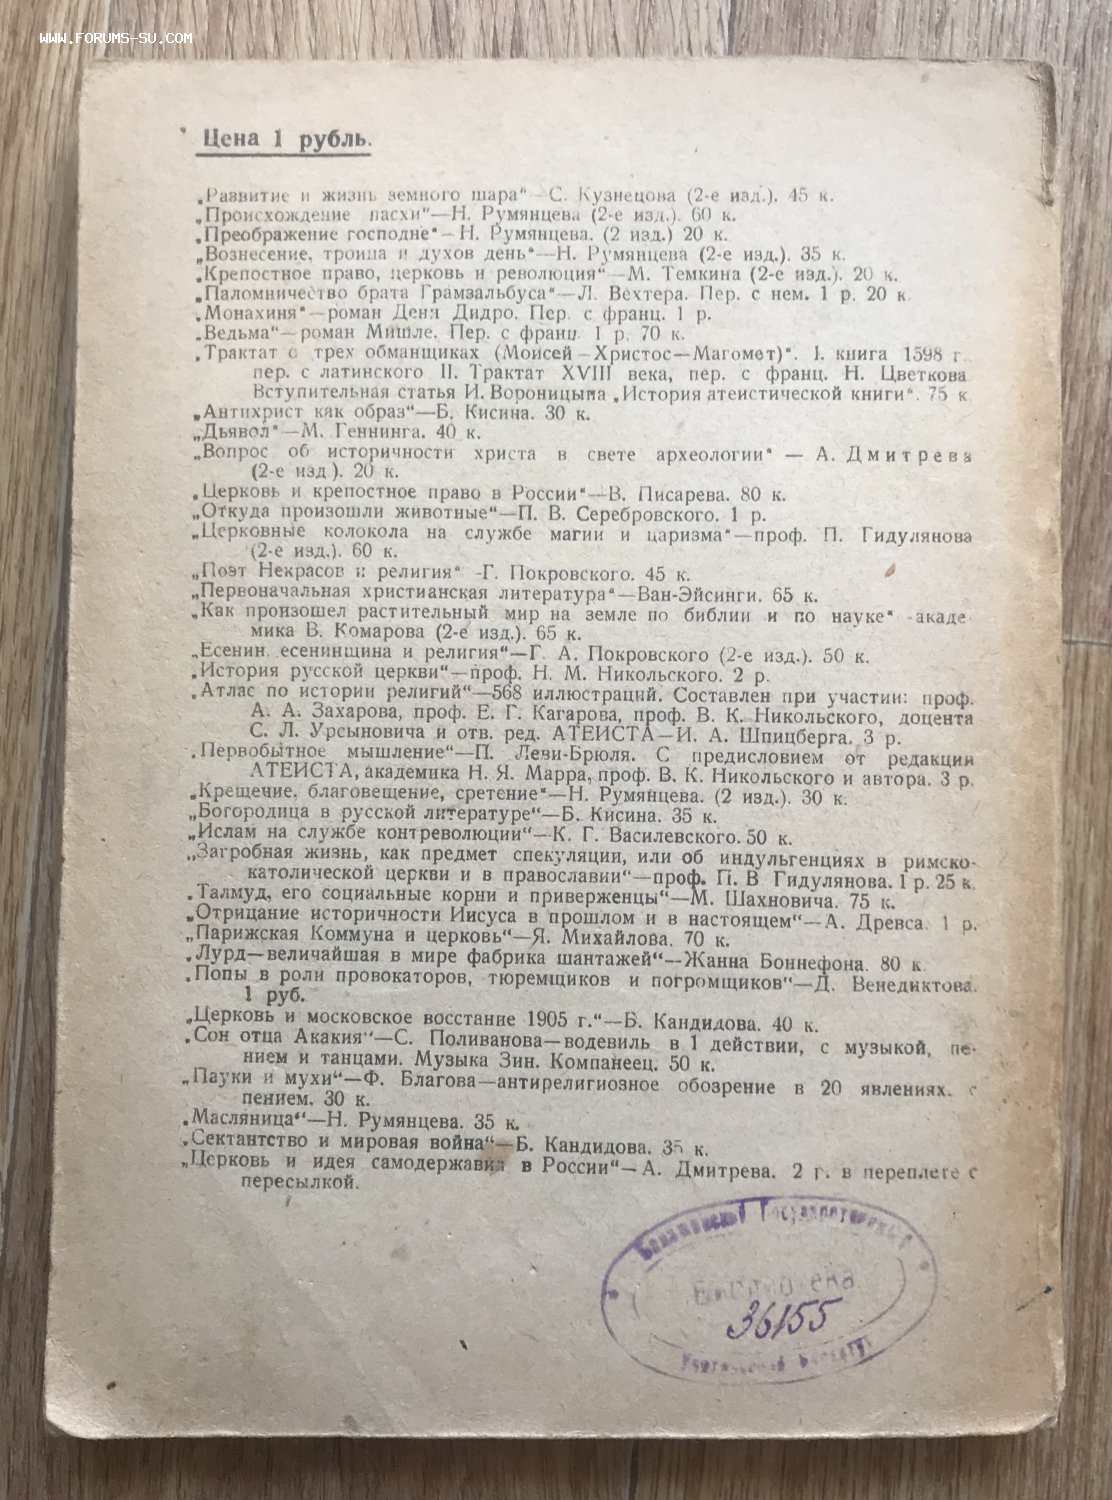 WWW.FORUMS-SU.COM
Цена 1 рубль.
„Развитие и жизнь земного шара“—С. Кузнецова (2-е изд.). 45 к.
„Происхождение пасхи“—Н. Румянцева (2-е изд.). 60 к.
„Преображение господне“—Н. Румянцева. (2 изд.) 20 к.
„Вознесение, троица и духов день“—Н. Румянцева (2-е изд.). 35 к.
„Крепостное право, церковь и революция“—М. Темкина (2-е изд.). 20 к.
„Паломничество брата Грамзальбуса“—Л. Вехтера. Пер. с нем. 1 р. 20 к.
„Монахиня“—роман Дени Дидро. Пер. с франц. 1 р.
„Ведьма“—роман Мишле. Пер. с франц. 1 р. 70 к.
„Трактат о трех обманщиках (Моисей—Христос—Магомет)“. I. книга 1598 г.
пер. с латинского II. Трактат XVIII века, пер. с франц. Н. Цветкова
Вступительная статья И. Вороницына „История атеистической книги“. 75 к.
„Антихрист как образ“—Б. Кисина. 30 к.
„Дьявол“—М. Геннинга. 40 к.
„Вопрос об историчности христа в свете археологии“ — А. Дмитрева
(2-е изд.). 20 к.
„Церковь и крепостное право в России“—В. Писарева. 80 к.
„Откуда произошли животные“—П. В. Серебровского. 1 р.
„Церковные колокола на службе магии и царизма“—проф. П. Гидулянова
(2-е изд.). 60 к.
„Поэт Некрасов и религия“ -Г. Покровского. 45 к.
„Первоначальная христианская литература“—Ван-Эйсинги. 65 к.
„Как произошел растительный мир на земле по библии и по науке“ -акаде-
мика В. Комарова (2-е изд.). 65 к.
„Есенин, есенинщина и религия“—Г. А. Покровского (2-е изд.). 50 к.
„История русской церкви“—проф. Н. М. Никольского. 2 р.
„Атлас по истории религий“—568 иллюстраций. Составлен при участии: проф.
А. А. Захарова, проф. Е. Г. Кагарова, проф. В. К. Никольского, доцента
С. Л. Урсыновича и отв. ред. АТЕИСТА—И. А. Шпицберга. 3 р.
„Первобытное мышление“—П. Леви-Брюля. С предисловием от редакции
АТЕИСТА, академика Н. Я. Марра, проф. В. К. Никольского и автора. 3 р.
„Крещение, благовещение, сретение“—Н. Румянцева. (2 изд.). 30 к.
„Богородица в русской литературе“—Б. Кисина. 35 к.
„Ислам на службе контреволюции“—К. Г. Василевского. 50 к.
„Загробная жизнь, как предмет спекуляции, или об индульгенциях в римско-
католической церкви и в православии“—проф. П. В. Гидулянова. 1 р. 25 к.
„Талмуд, его социальные корни и приверженцы“—М. Шахновича. 75 к.
„Отрицание историчности Иисуса в прошлом и в настоящем“—А. Древса. 1 р.
„Парижская Коммуна и церковь“—Я. Михайлова. 70 к.
„Лурд—величайшая в мире фабрика шантажей“—Жанна Боннефона. 80 к.
„Попы в роли провокаторов, тюремщиков и погромщиков“—Д. Венедиктова.
1 руб.
„Церковь и московское восстание 1905 г.“—Б. Кандидова. 40 к.
„Сон отца Акакия“—С. Поливанова—водевиль в 1 действии, с музыкой, пе-
нием и танцами. Музыка Зин. Компанеец. 50 к.
„Пауки и мухи“—Ф. Благова—антирелигиозное обозрение в 20 явлениях, с
пением. 30 к.
„Масляница“—Н. Румянцева. 35 к.
„Сектантство и мировая война“—Б. Кандидова. 35 к.
„Церковь и идея самодержавия в России“—А. Дмитрева. 2 г. в переплете с
пересылкой.
Государственный
Библиотека
36155